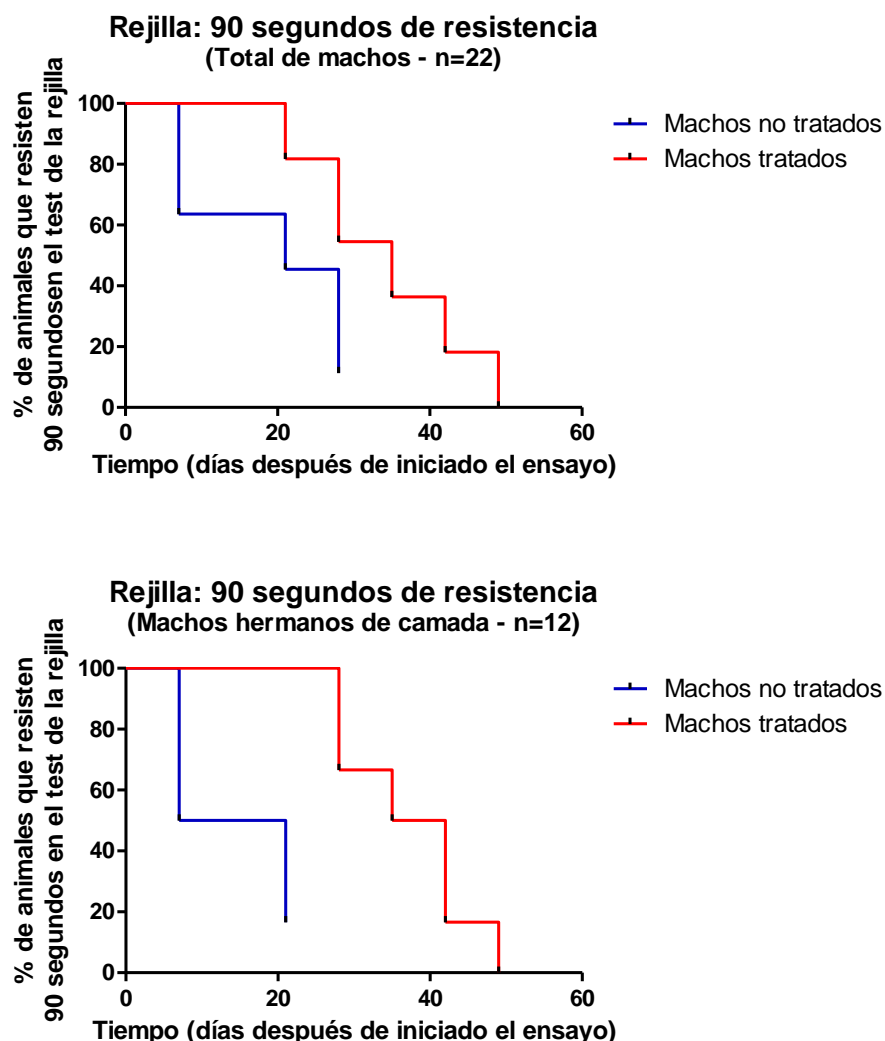 Rejilla: 90 segundos de resistencia
(Total de machos - n=22)
% de animales que resisten
90 segundosen el test de la rejilla
100
80
60
40
20
0
0
20
40
60
Tiempo (días después de iniciado el ensayo)
Machos no tratados
Machos tratados
Rejilla: 90 segundos de resistencia
(Machos hermanos de camada - n=12)
% de animales que resisten
90 segundos en el test de la rejilla
100
80
60
40
20
0
0
20
40
60
Tiempo (días después de iniciado el ensayo)
Machos no tratados
Machos tratados